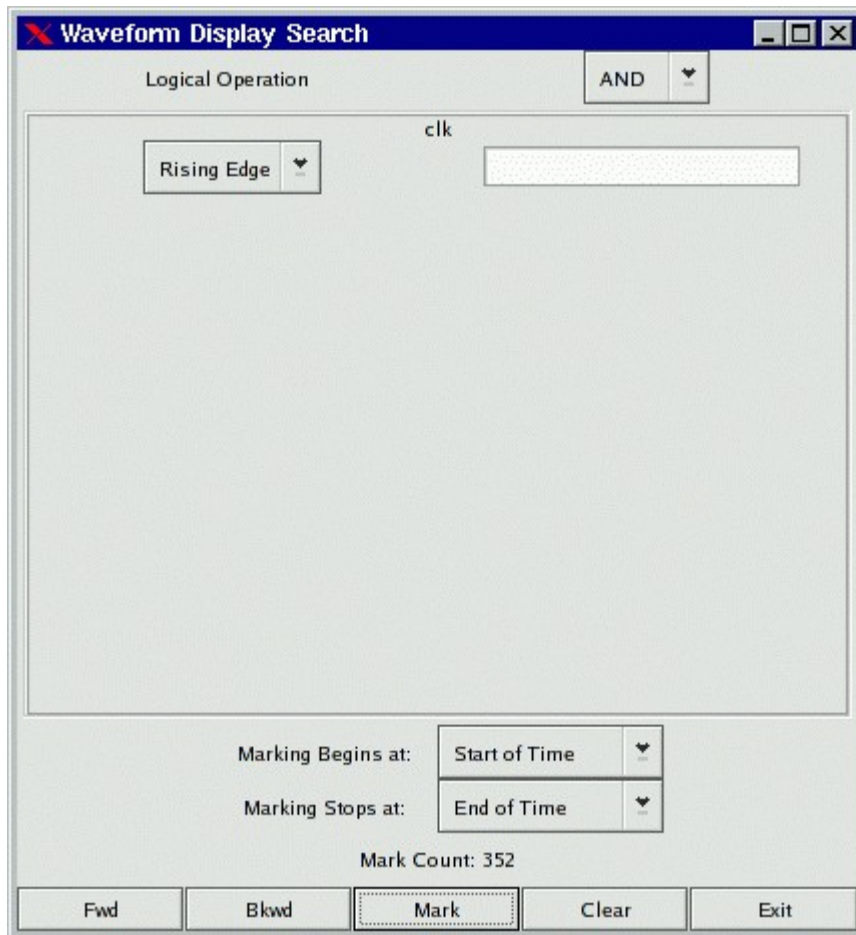 Waveform Display Search
Logical Operation AND
clk
Rising Edge
Marking Begins at: Start of Time
Marking Stops at: End of Time
Mark Count: 352
Fwd Bkwd Mark Clear Exit